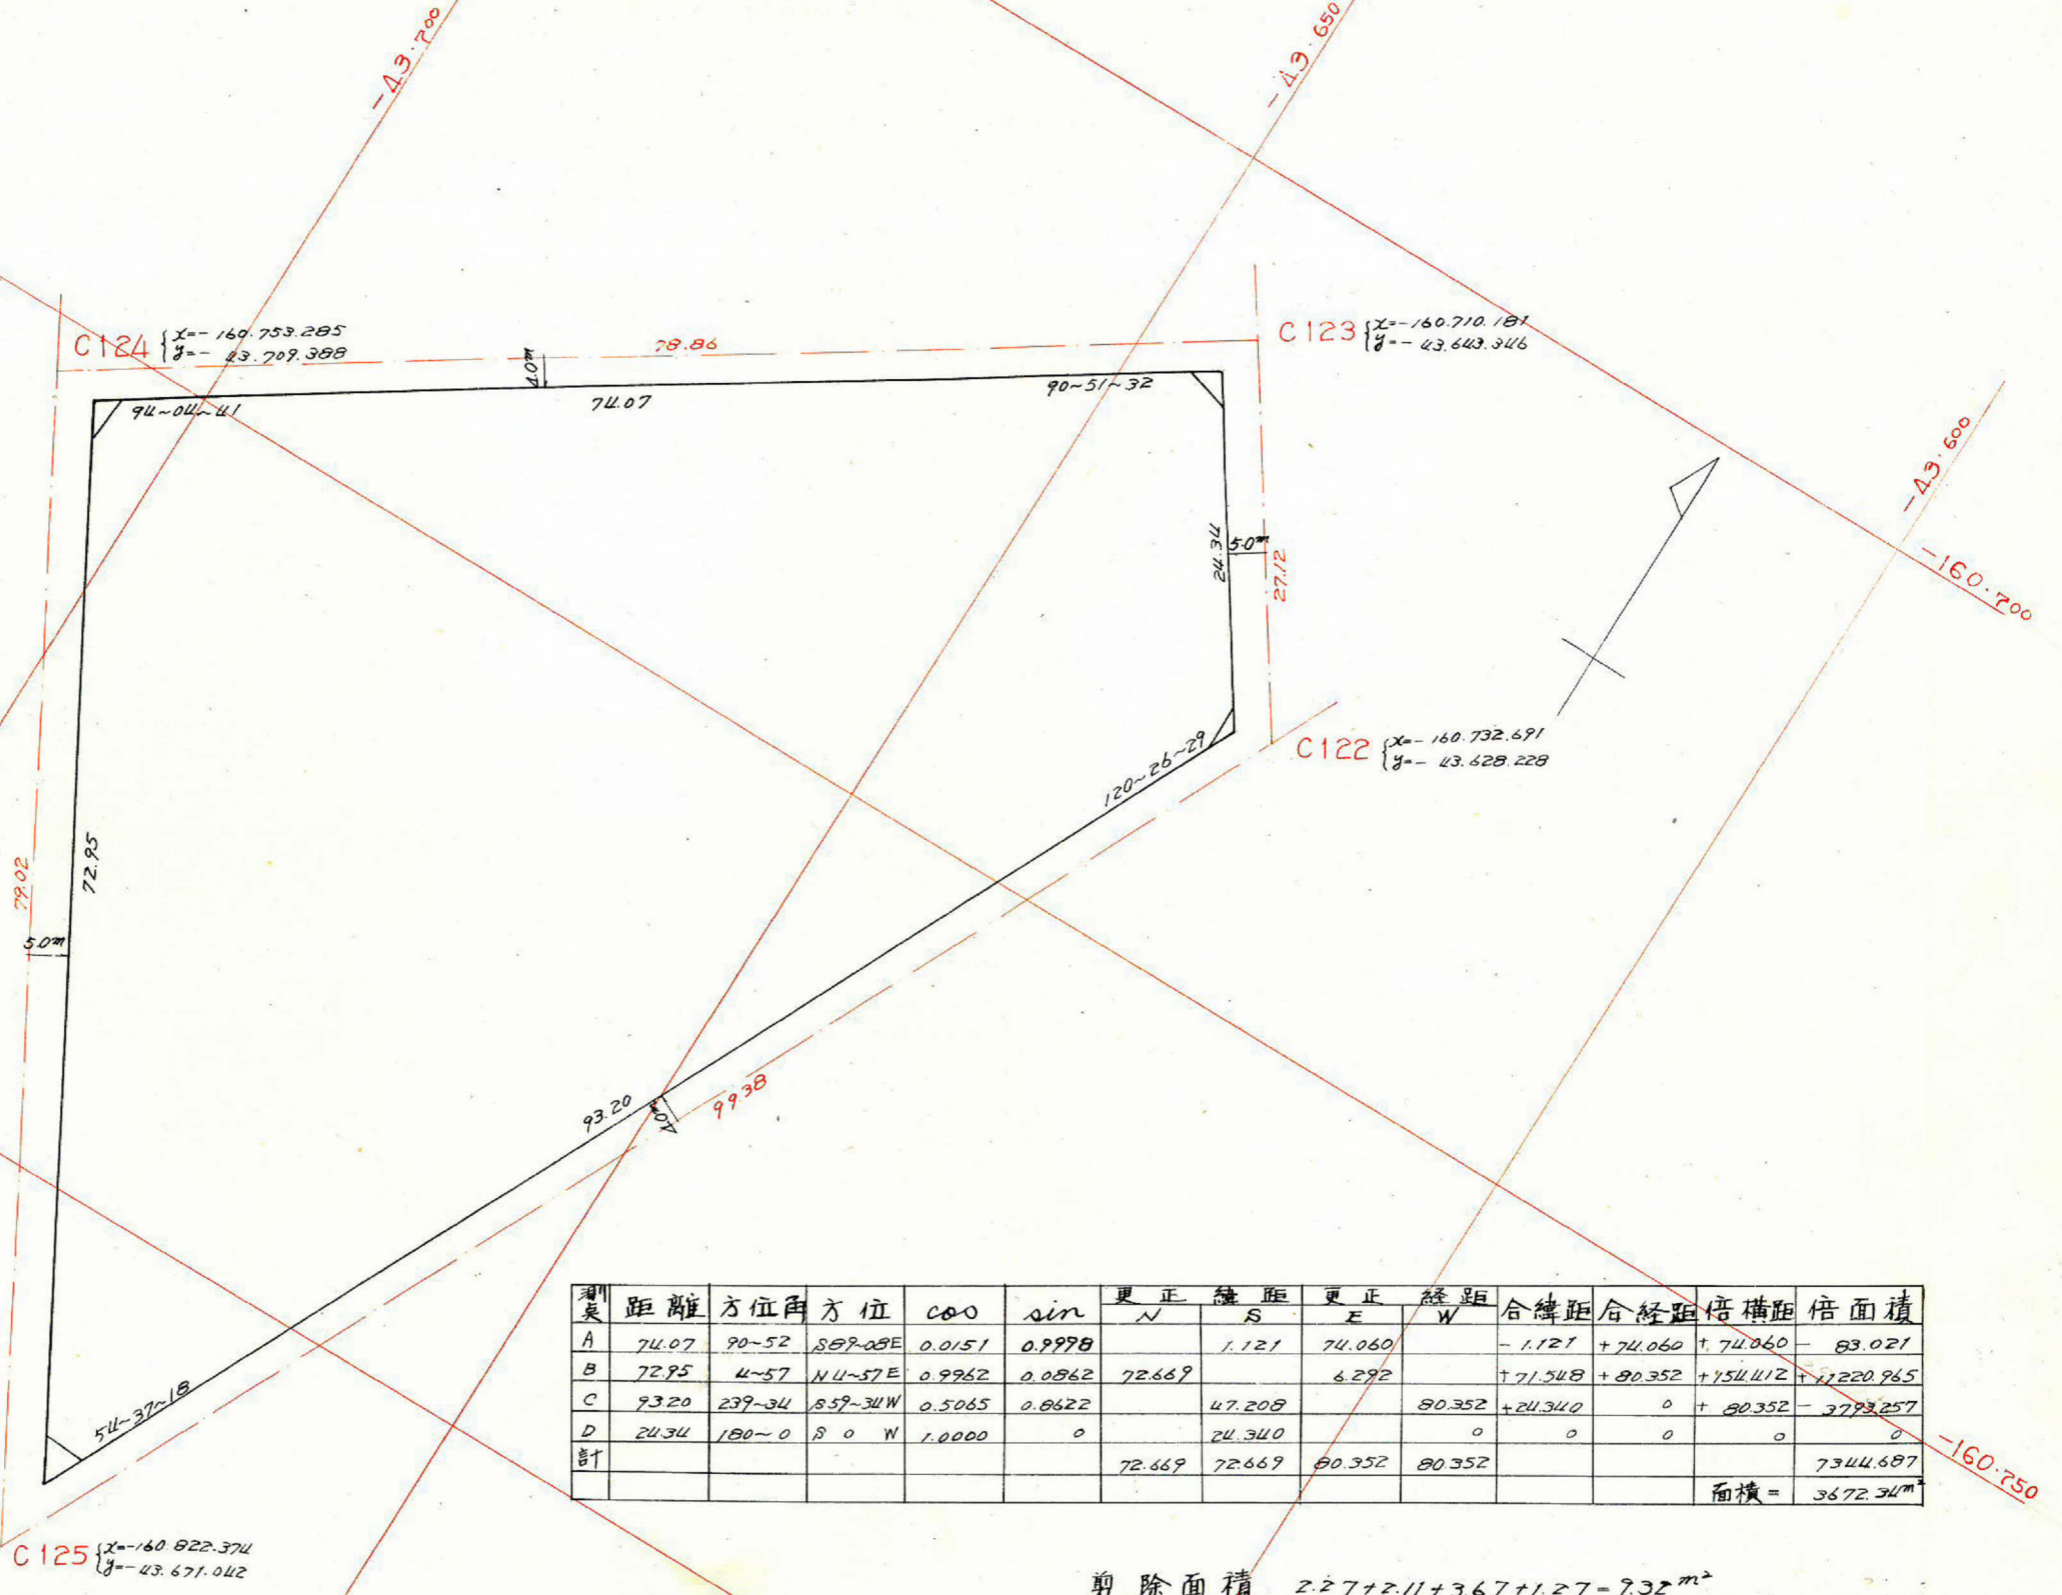 -43.700
-43.650
C124 { x=-160.753.285
y=- 43.709.388
78.86
C123 { x=-160.710.181
y=- 43.643.346
4.0m
94~04~41
74.07
90~51~32
-43.600
24.34
5.0m
27.12
-160.700
C122 { x=-160.732.691
y=- 43.628.228
120~26~29
79.02
72.95
5.0m
93.20
4.0m
99.38
54~37~18
測点 距離 方位角 方位 cos sin 更正 緯距 N S 更正 経距 E W 合緯距 合経距 倍横距 倍面積
A 74.07 90~52 S89~08E 0.0151 0.9998 1.121 74.060 - 1.121 + 74.060 + 74.060 - 83.021
B 72.95 4~57 N4~57E 0.9962 0.0862 72.669 6.292 + 71.548 + 80.352 + 154.412 + 11220.965
C 93.20 239~34 S59~34W 0.5065 0.8622 47.208 80.352 + 24.340 0 + 80.352 - 3793.257
D 24.34 180~0 S 0 W 1.0000 0 24.340 0 0 0 0 0
計 72.669 72.669 80.352 80.352 7344.687
面積= 3672.34m²
-160.750
C125 { x=-160.822.374
y=-43.671.042
剪除面積 2.27+2.11+3.67+1.27=9.32m²